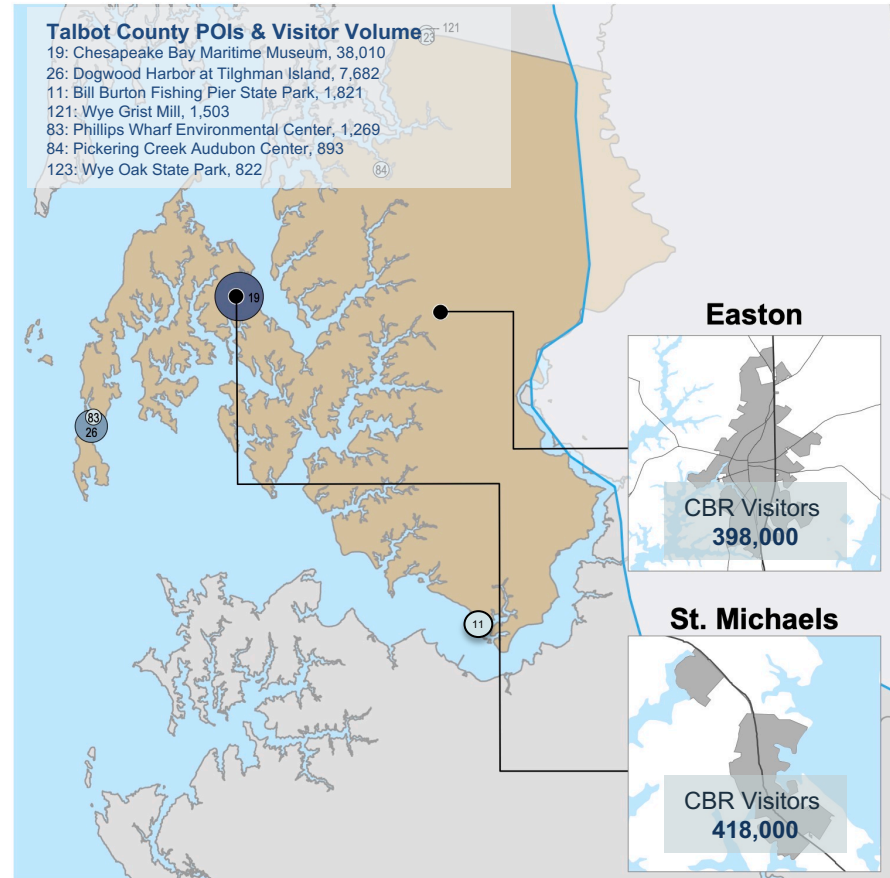 Talbot County POIs & Visitor Volume
19: Chesapeake Bay Maritime Museum, 38,010
26: Dogwood Harbor at Tilghman Island, 7,682
11: Bill Burton Fishing Pier State Park, 1,821
121: Wye Grist Mill, 1,503
83: Phillips Wharf Environmental Center, 1,269
84: Pickering Creek Audubon Center, 893
123: Wye Oak State Park, 822
121
23
84
19
83
26
11
Easton
CBR Visitors
398,000
St. Michaels
CBR Visitors
418,000